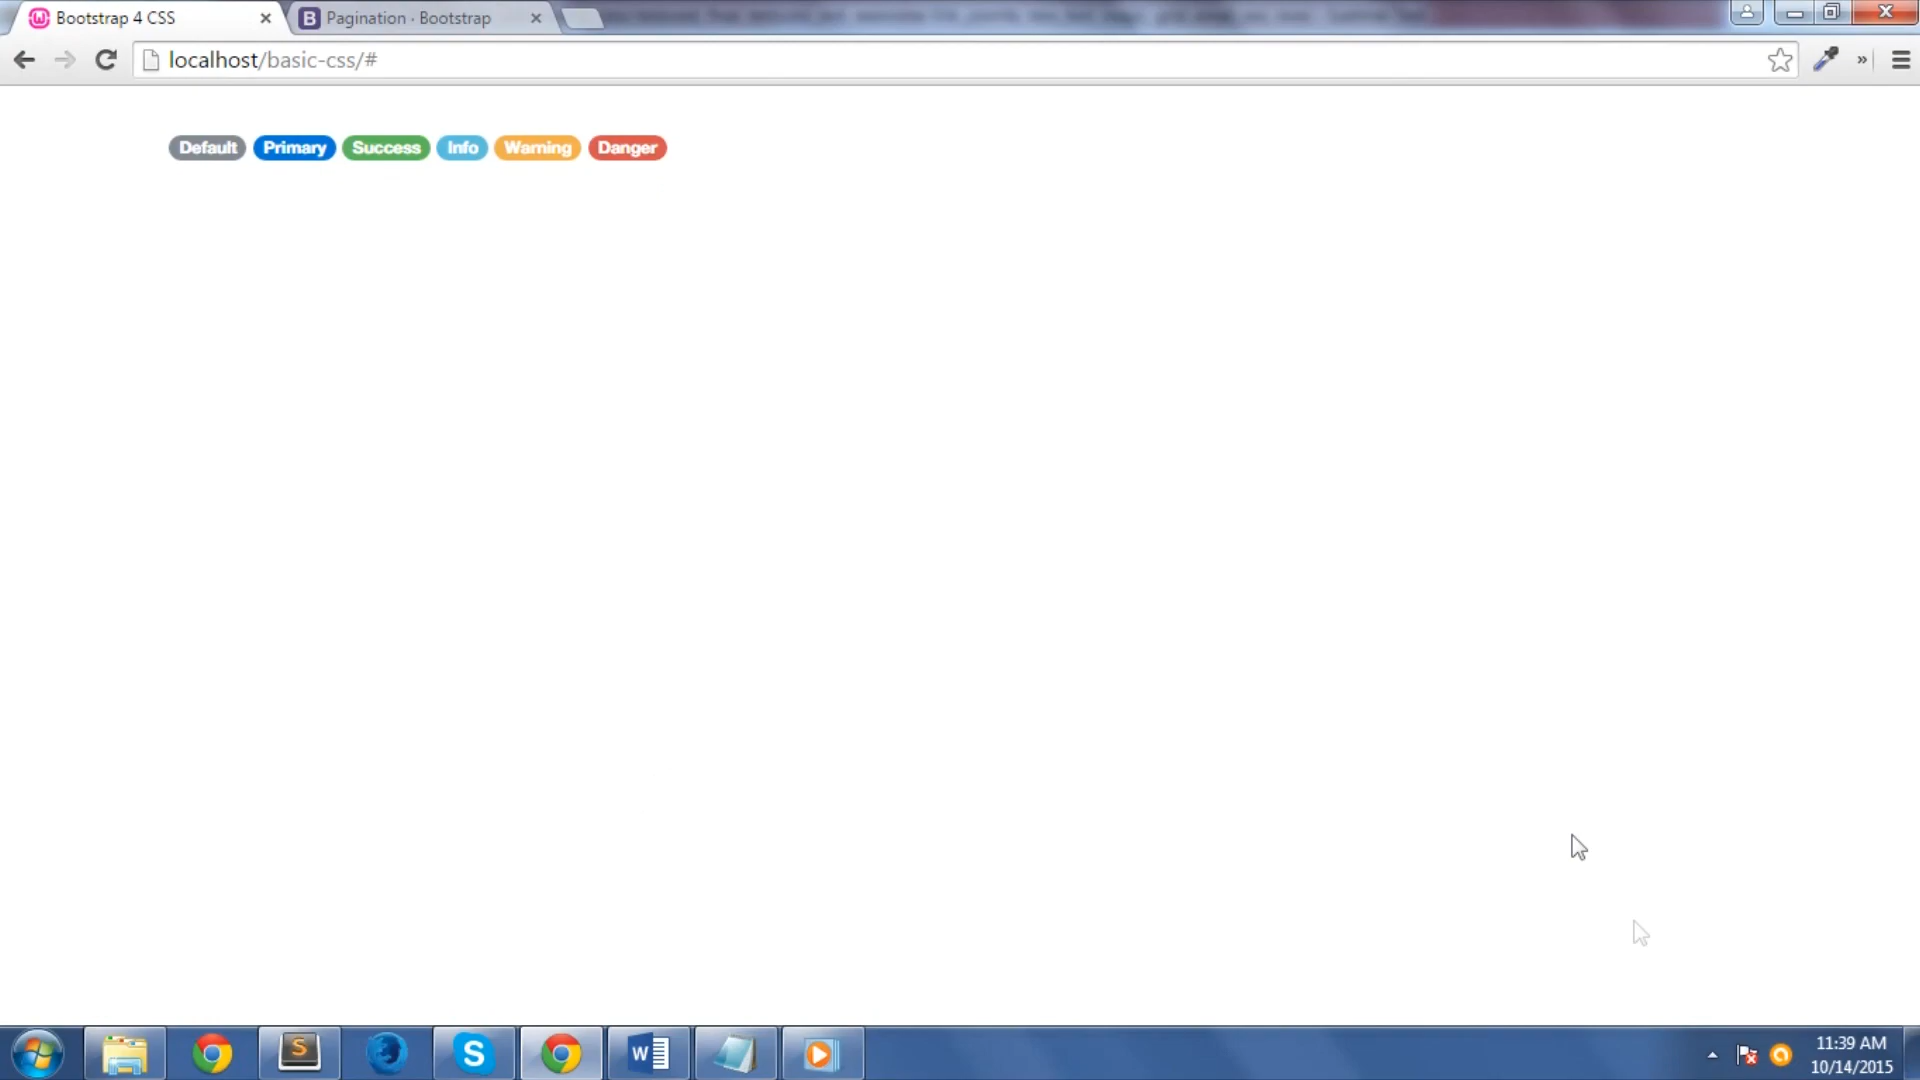 Bootstrap 4 CSS
Pagination · Bootstrap
localhost/basic-css/#
Default Primary Success Info Warning Danger
11:39 AM
10/14/2015